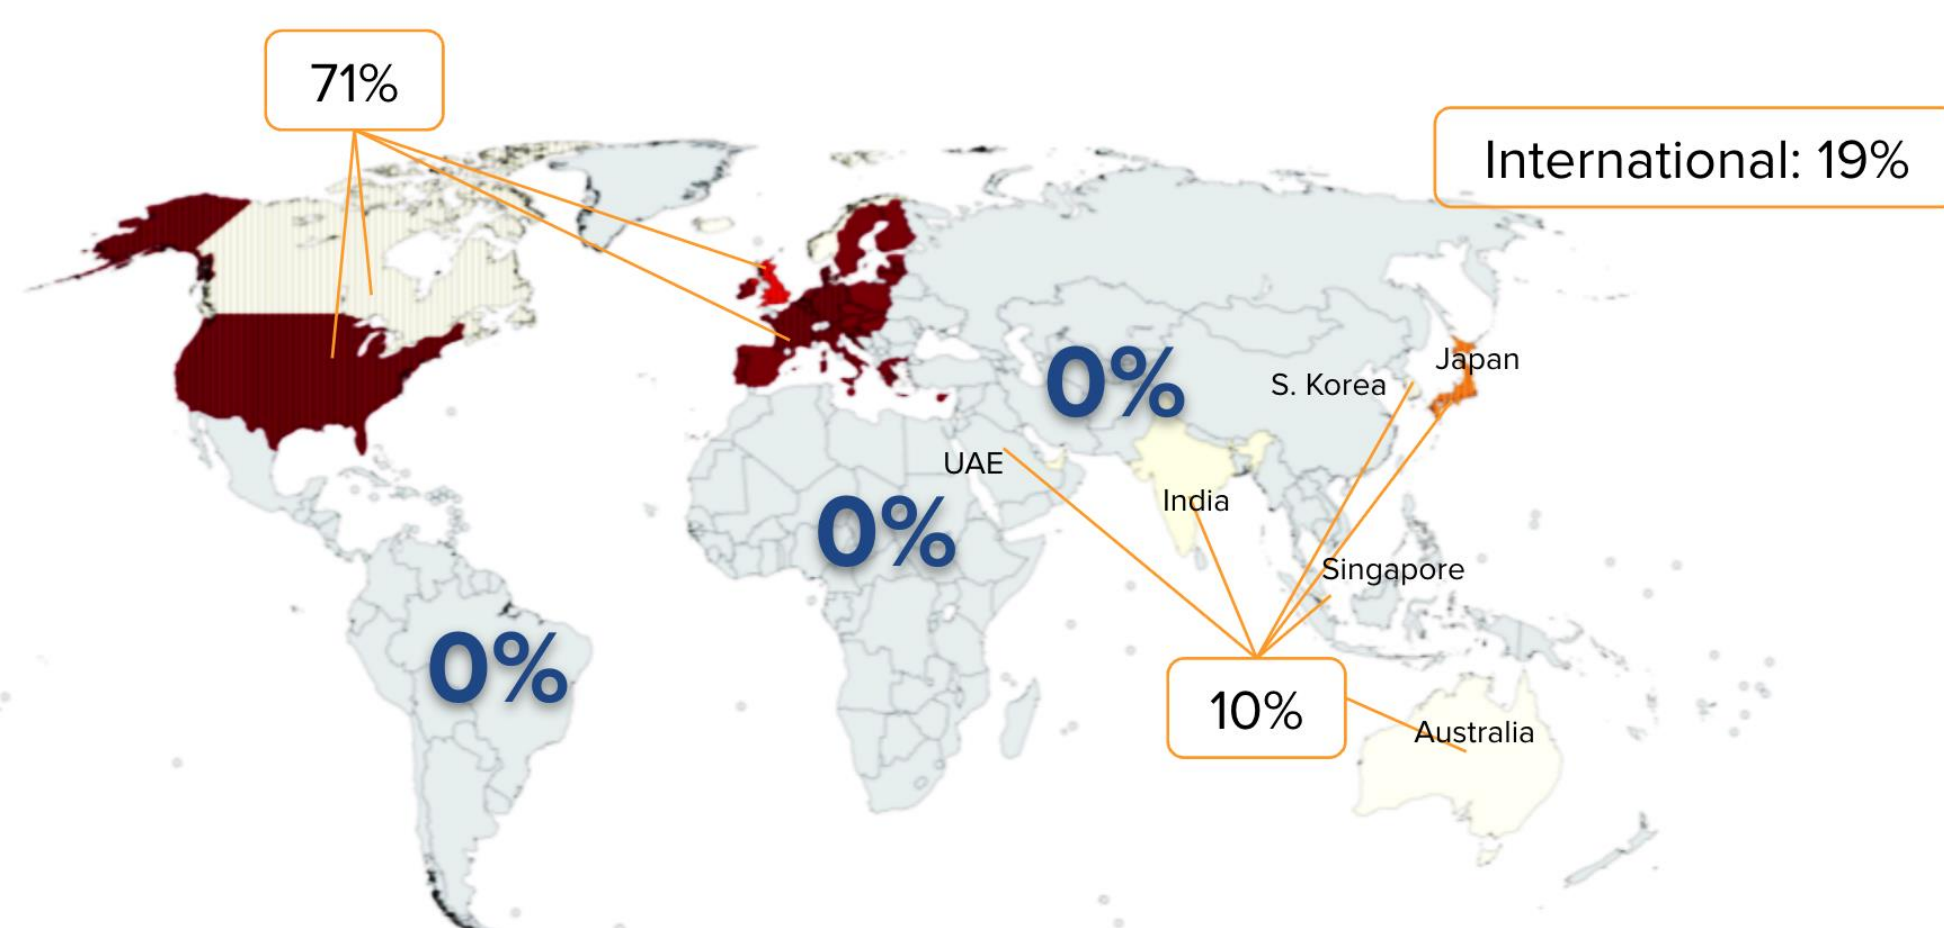 71%
International: 19%
Japan
S. Korea
0%
UAE
India
0%
Singapore
0%
10%
Australia